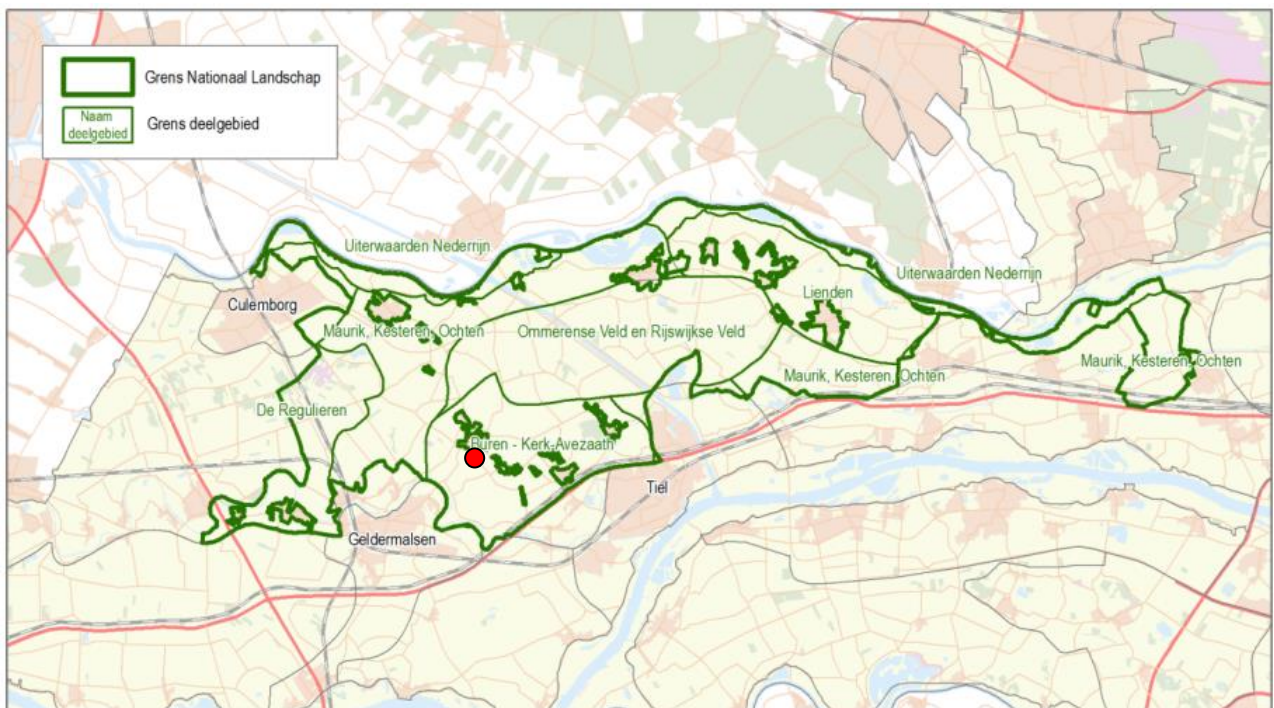 Grens Nationaal Landschap
Naam
deelgebied
Grens deelgebied
Uiterwaarden Nederrijn
Uiterwaarden Nederrijn
Culemborg
Lienden
Maurik, Kesteren, Ochten
Ommerense Veld en Rijswijkse Veld
Maurik, Kesteren, Ochten
Maurik, Kesteren, Ochten
De Regulieren
Buren - Kerk-Avezaath
Tiel
Geldermalsen